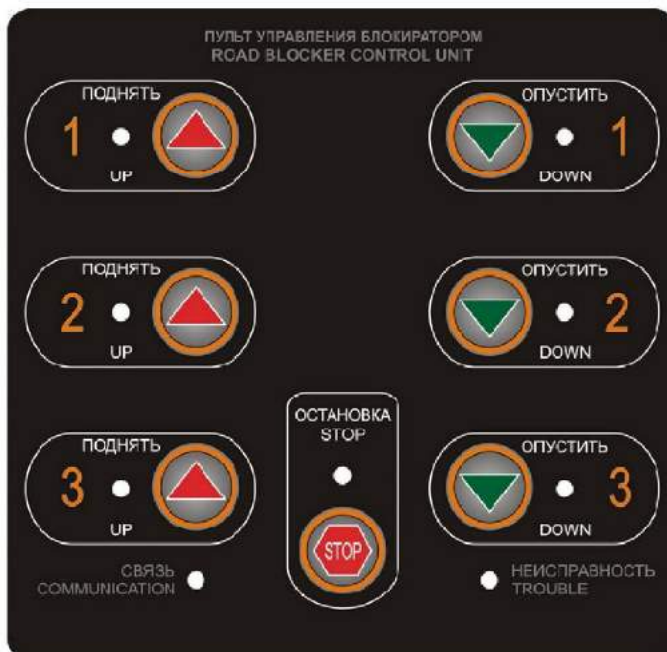 ПУЛЬТ УПРАВЛЕНИЯ БЛОКИРАТОРОМ
ROAD BLOCKER CONTROL UNIT
ПОДНЯТЬ
1
UP
ОПУСТИТЬ
1
DOWN
ПОДНЯТЬ
2
UP
ОПУСТИТЬ
2
DOWN
ПОДНЯТЬ
3
UP
ОСТАНОВКА
STOP
STOP
ОПУСТИТЬ
3
DOWN
СВЯЗЬ
COMMUNICATION
НЕИСПРАВНОСТЬ
TROUBLE